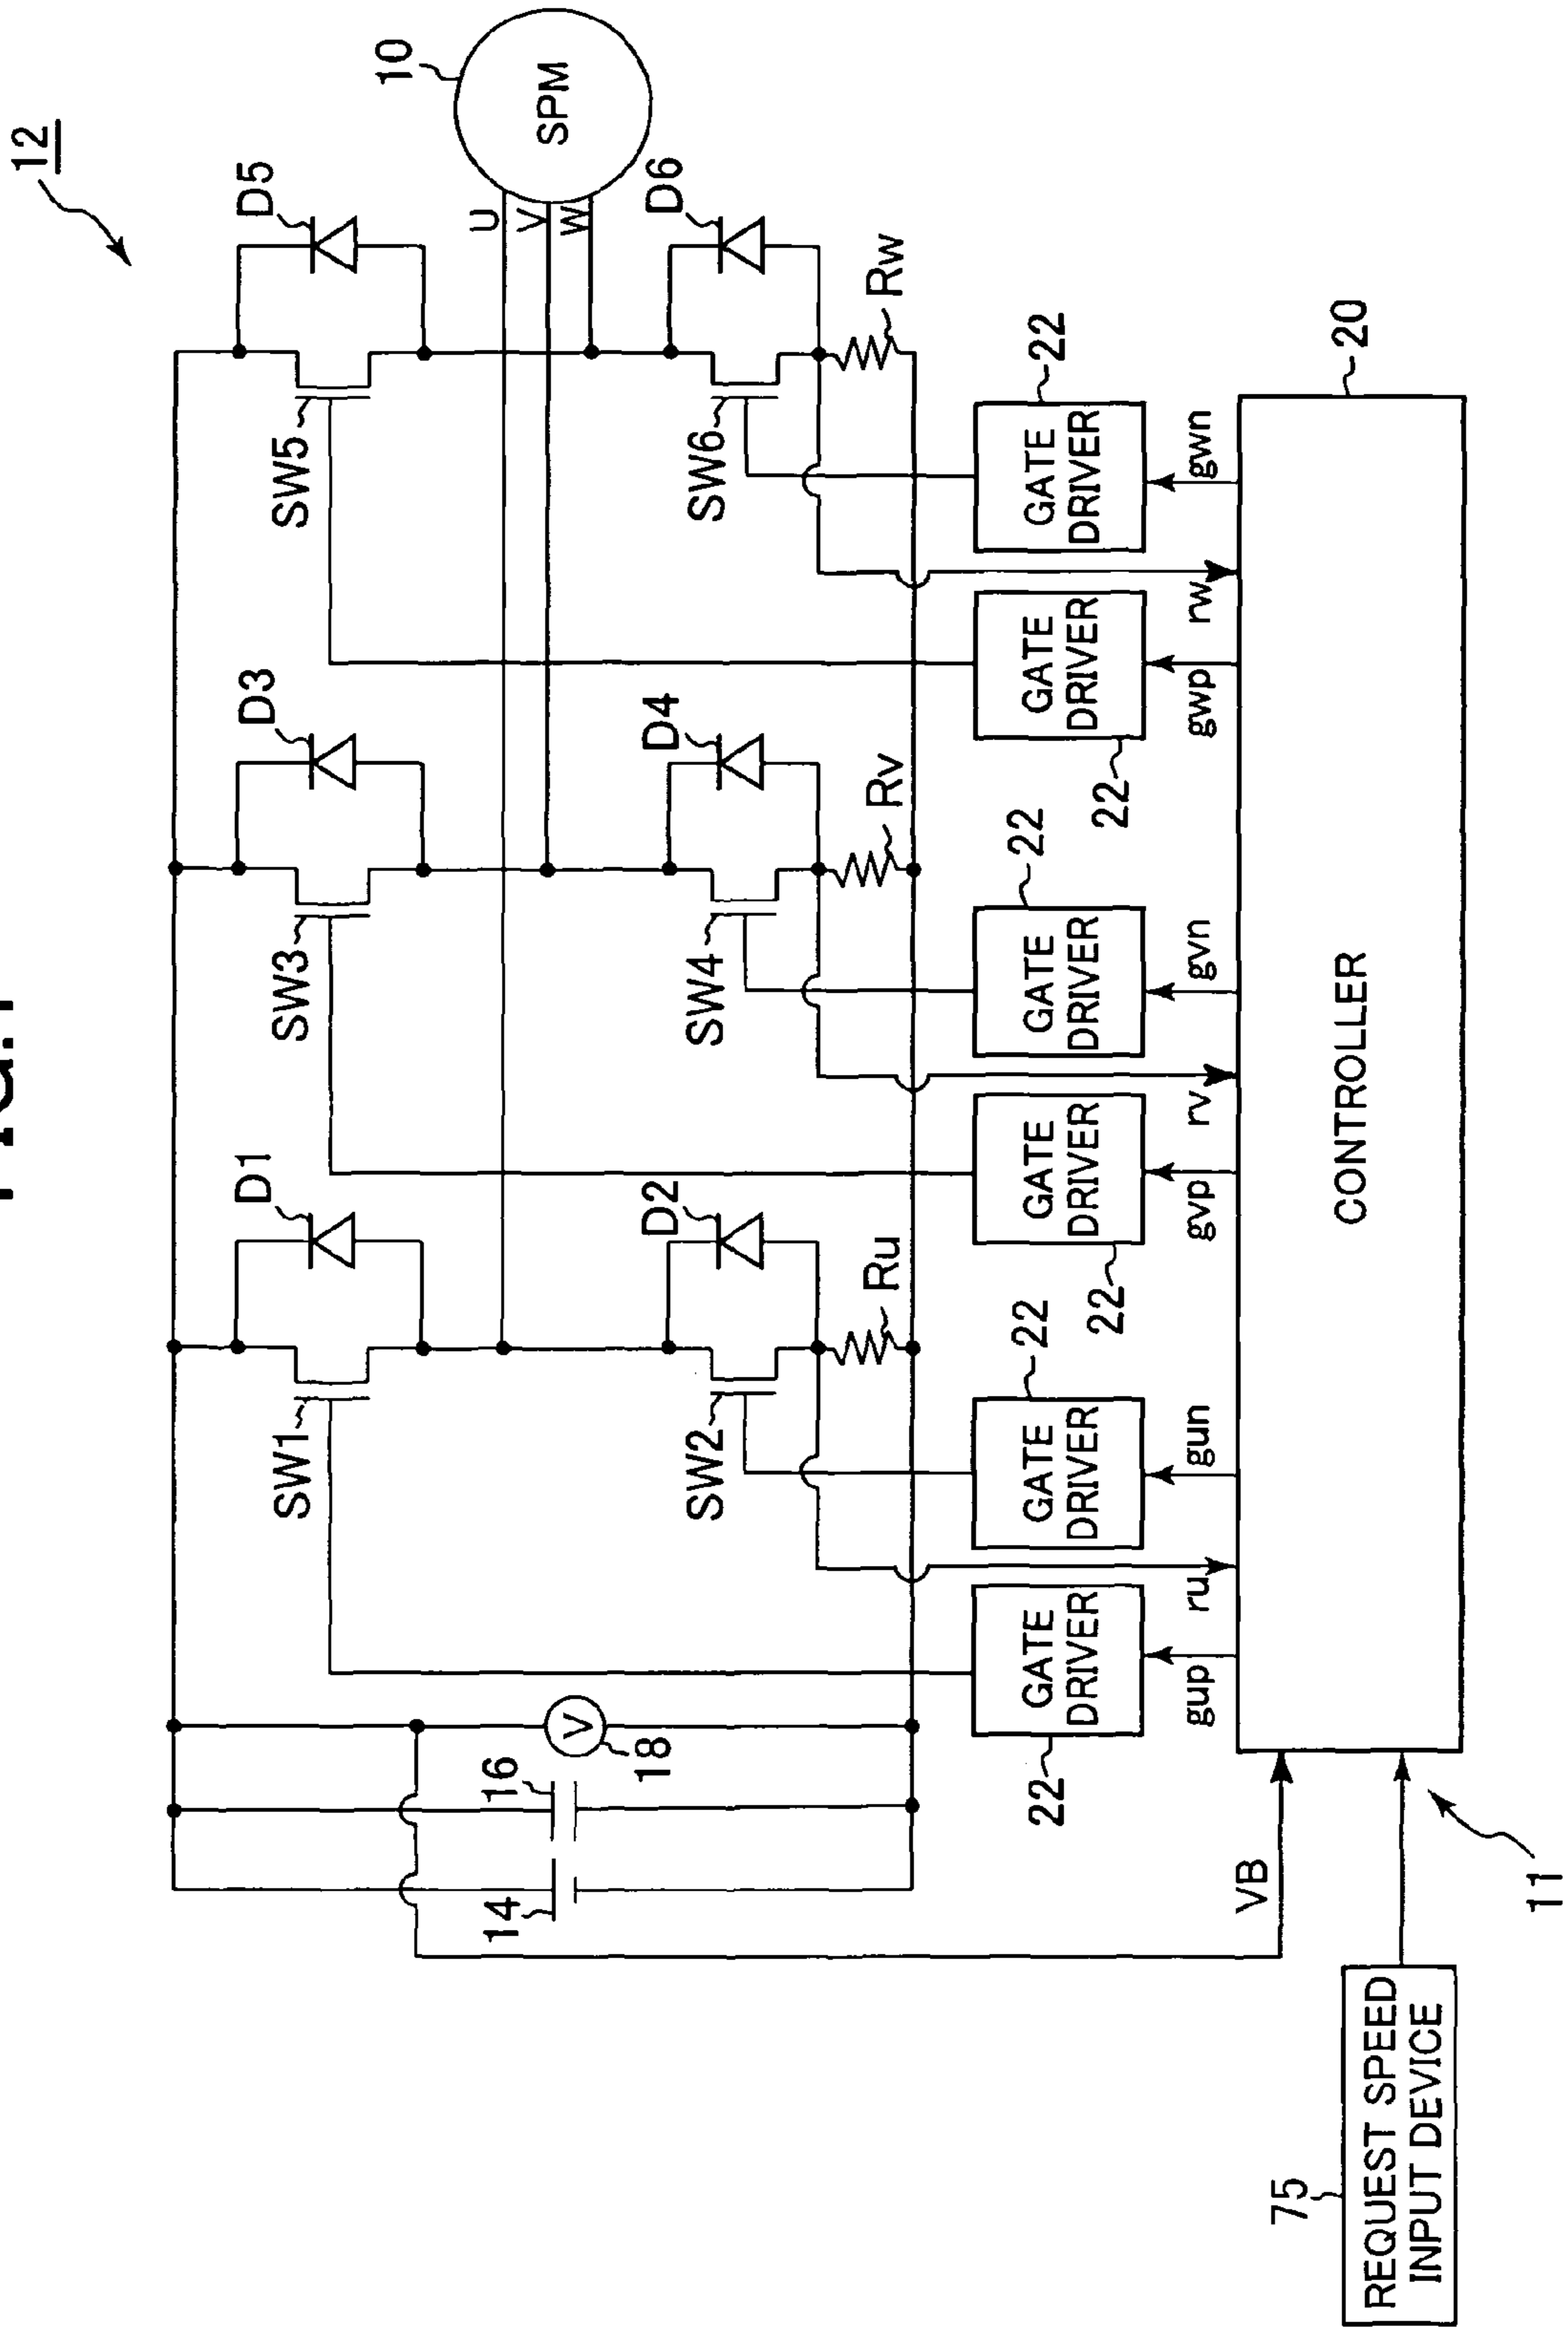 12
D1
D3
D5
10
SW1
SW3
SW5
U
V
W
SPM
14
16
V
18
D2
D4
D6
SW2
SW4
SW6
Ru
Rv
Rw
22
22
22
22
22
22
GATE
DRIVER
GATE
DRIVER
GATE
DRIVER
GATE
DRIVER
GATE
DRIVER
GATE
DRIVER
gup
ru
gun
gvp
rv
gvn
gwp
rw
gwn
VB
20
CONTROLLER
75
REQUEST SPEED
INPUT DEVICE
11